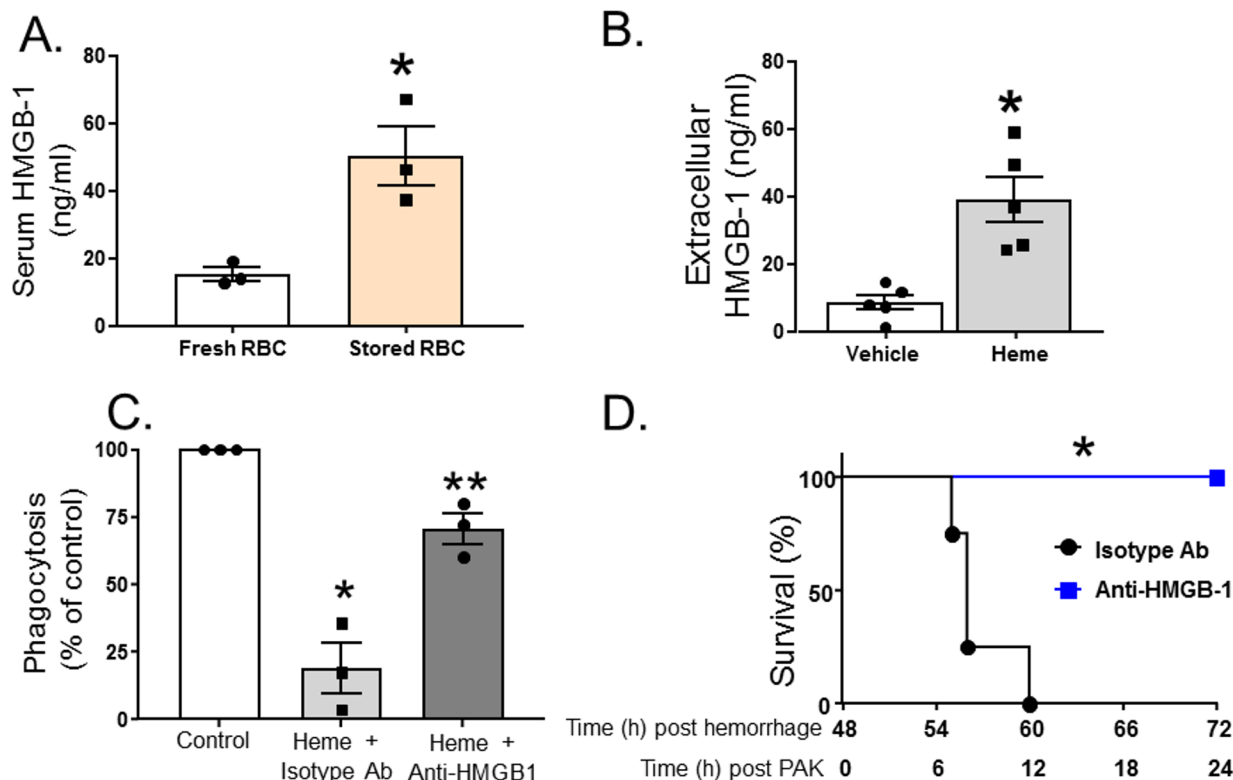 A.
Serum HMGB-1
(ng/ml)
80
60
40
20
0
*
Fresh RBC
Stored RBC
B.
Extracellular
HMGB-1 (ng/ml)
80
60
40
20
0
*
Vehicle
Heme
C.
Phagocytosis
(% of control)
100
75
50
25
0
*
**
Control
Heme +
Isotype Ab
Heme +
Anti-HMGB1
D.
Survival (%)
100
50
0
*
Isotype Ab
Anti-HMGB-1
Time (h) post hemorrhage 48 54 60 66 72
Time (h) post PAK 0 6 12 18 24